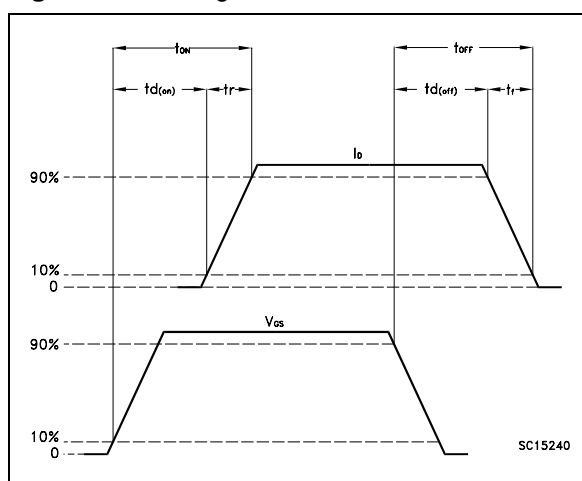 tON
tOFF
td(on)
tr
td(off)
tf
ID
90%
10%
0
VGS
90%
10%
0
SC15240